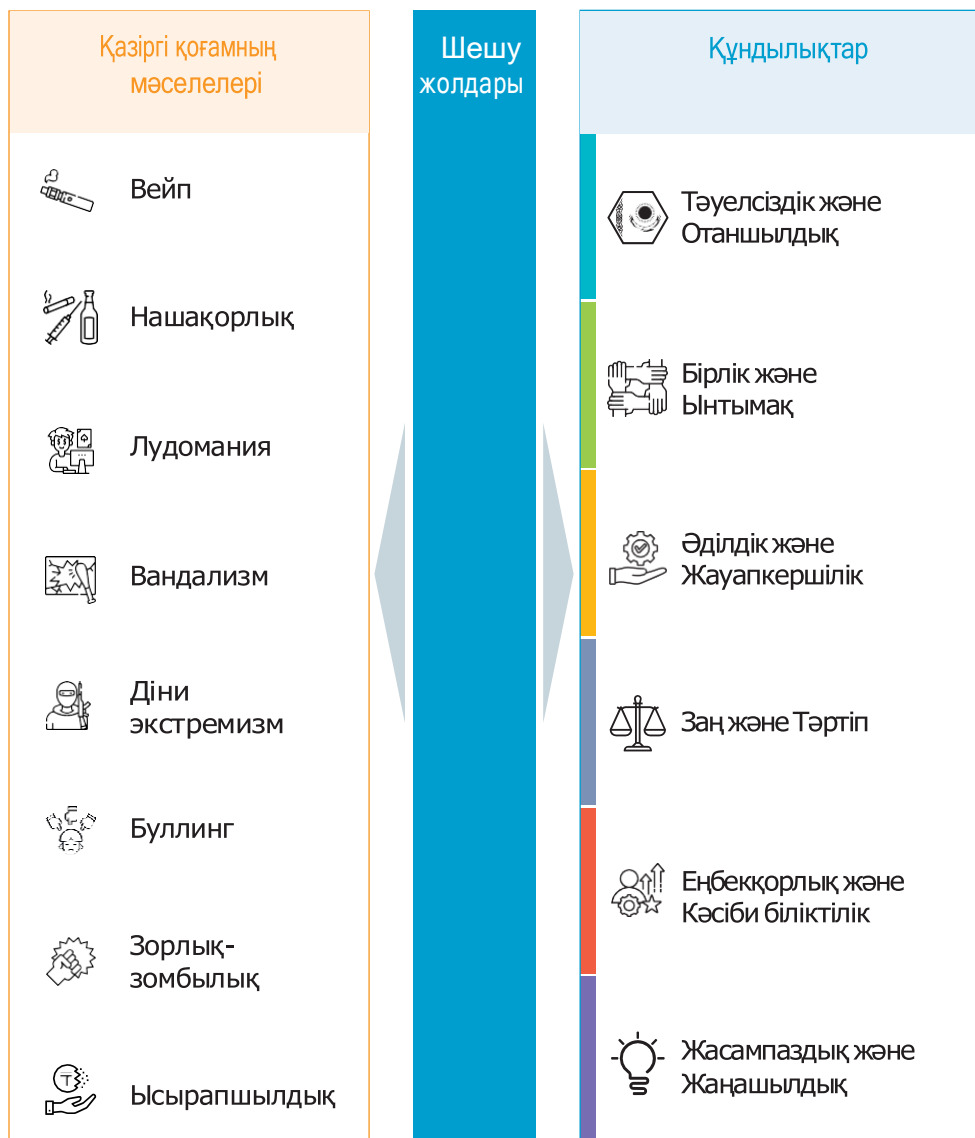 Қазіргі қоғамның
мәселелері
Вейп
Нашақорлық
Лудомания
Вандализм
Діни
экстремизм
Буллинг
Зорлық-
зомбылық
Ысырапшылдық
Шешу
жолдары
Құндылықтар
Тәуелсіздік және
Отаншылдық
Бірлік және
Ынтымақ
Әділдік және
Жауапкершілік
Заң және Тәртіп
Еңбекқорлық және
Кәсіби біліктілік
Жасампаздық және
Жаңашылдық